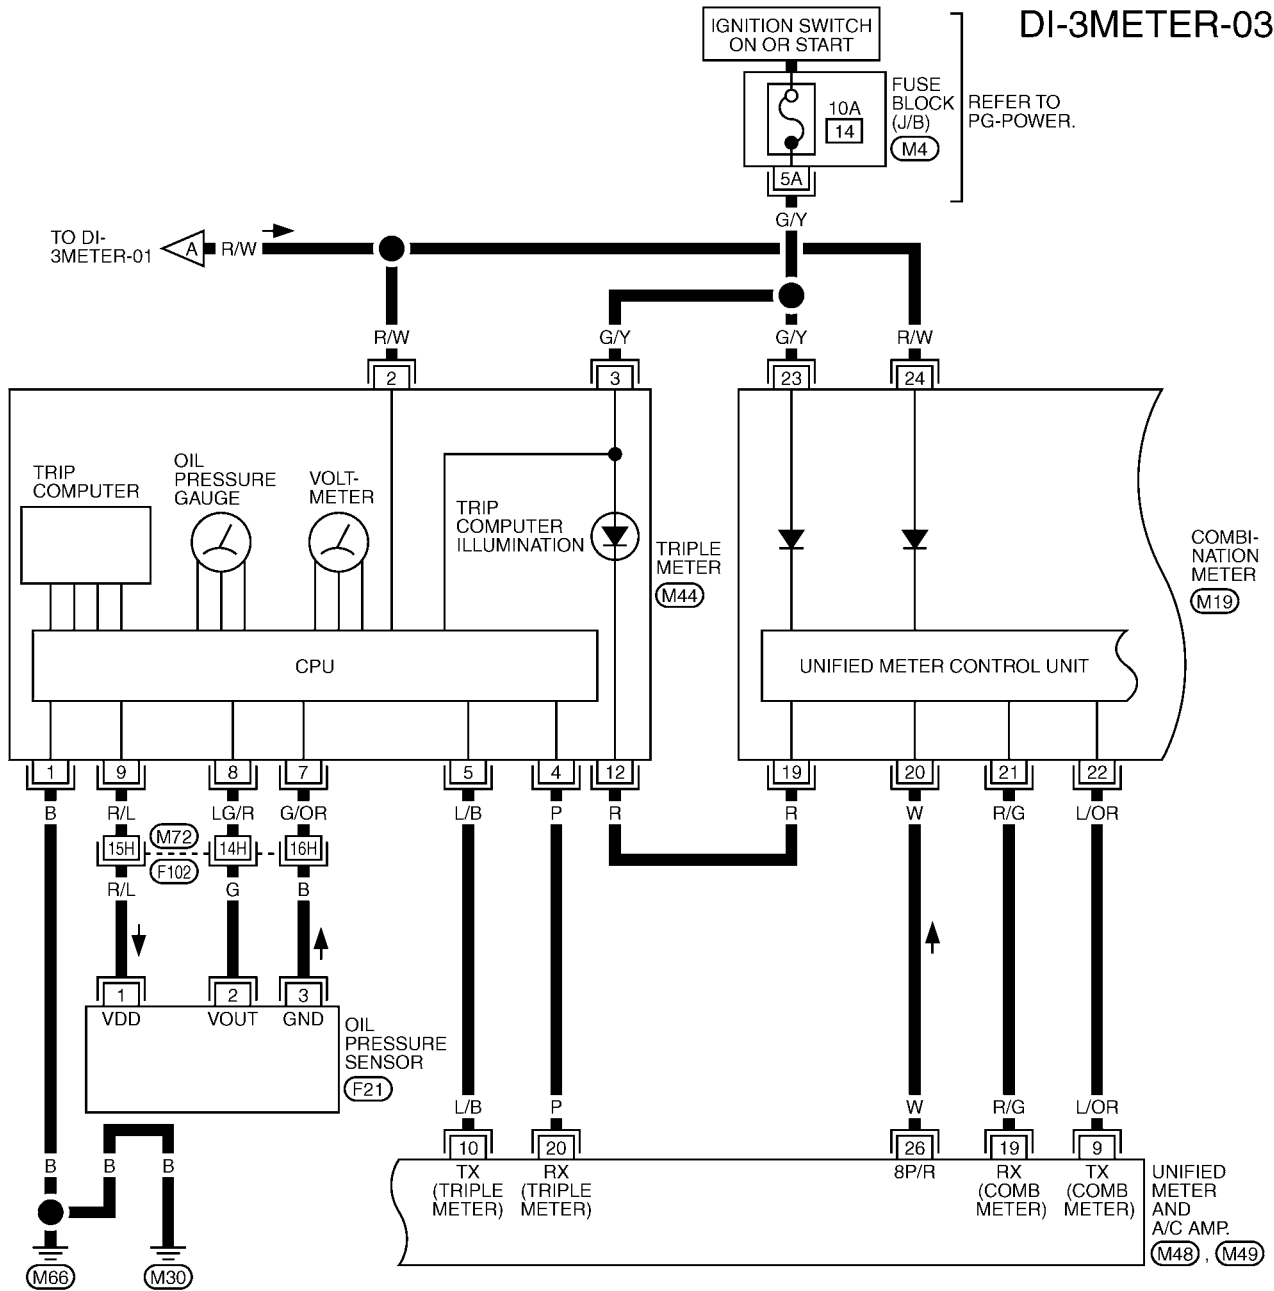 DI-3METER-03
IGNITION SWITCH
ON OR START
10A
14
FUSE
BLOCK
(J/B)
M4
REFER TO
PG-POWER.
5A
G/Y
TO DI-
3METER-01
A
R/W
R/W
G/Y
G/Y
R/W
2
3
23
24
TRIP
COMPUTER
OIL
PRESSURE
GAUGE
VOLT-
METER
TRIP
COMPUTER
ILLUMINATION
TRIPLE
METER
M44
COMBI-
NATION
METER
M19
CPU
UNIFIED METER CONTROL UNIT
1
9
8
7
5
4
12
19
20
21
22
B
R/L
LG/R
G/OR
L/B
P
R
R
W
R/G
L/OR
15H
M72
F102
14H
16H
R/L
G
B
1
2
3
VDD
VOUT
GND
OIL
PRESSURE
SENSOR
F21
L/B
P
W
R/G
L/OR
10
20
26
19
9
TX
(TRIPLE
METER)
RX
(TRIPLE
METER)
8P/R
RX
(COMB
METER)
TX
(COMB
METER)
UNIFIED
METER
AND
A/C AMP.
M48 , M49
B
B
B
M66
M30